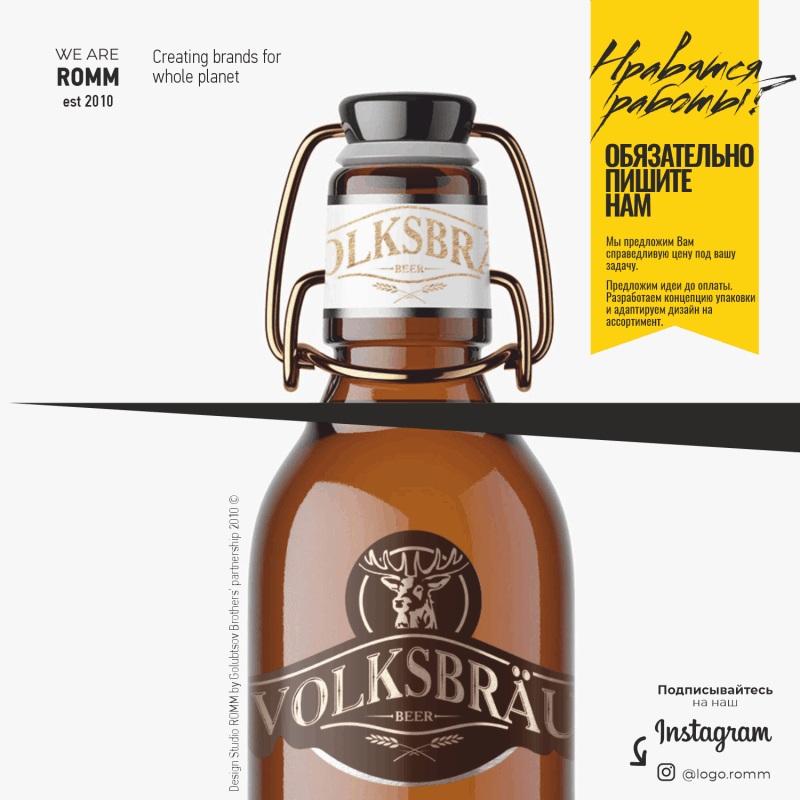 WE ARE
ROMM
est 2010
Creating brands for
whole planet
Нравятся
работы?
ОБЯЗАТЕЛЬНО
ПИШИТЕ
НАМ
Мы предложим Вам
справедливую цену под вашу
задачу.
Предложим идеи до оплаты.
Разработаем концепцию упаковки
и адаптируем дизайн на
ассортимент.
OLKSBRÄ
BEER
Design Studio ROMM by Golubtsov Brothers' partnership 2010 ©
VOLKSBRÄU
BEER
Подписывайтесь
на наш
Instagram
@logo.romm